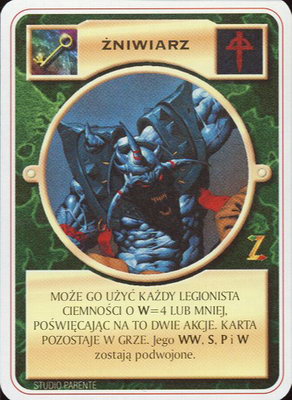 ŻNIWIARZ
Z
MOŻE GO UŻYĆ KAŻDY LEGIONISTA
CIEMNOŚCI O W=4 LUB MNIEJ,
POŚWIĘCAJĄC NA TO DWIE AKCJE. KARTA
POZOSTAJE W GRZE. Jego WW, S, P i W
zostają podwojone.
STUDIO PARENTE